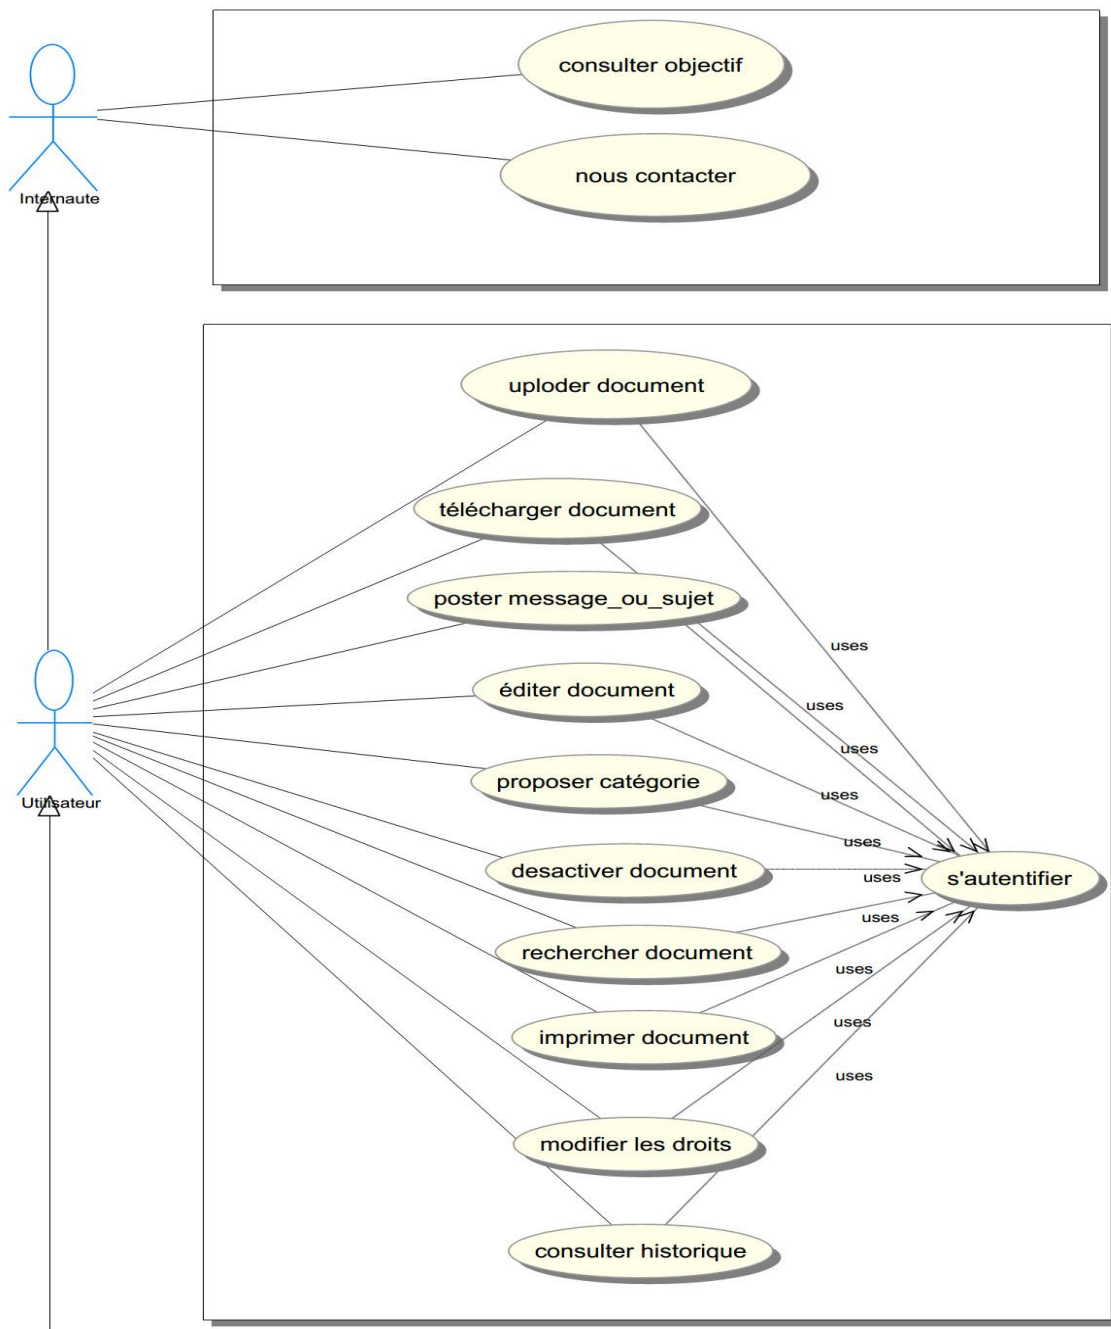 consulter objectif
nous contacter
Internaute
uploder document
télécharger document
poster message_ou_sujet
uses
éditer document
uses
uses
proposer catégorie
uses
Utilisateur
uses
desactiver document
uses
s'autentifier
uses
rechercher document
uses
imprimer document
uses
uses
modifier les droits
consulter historique